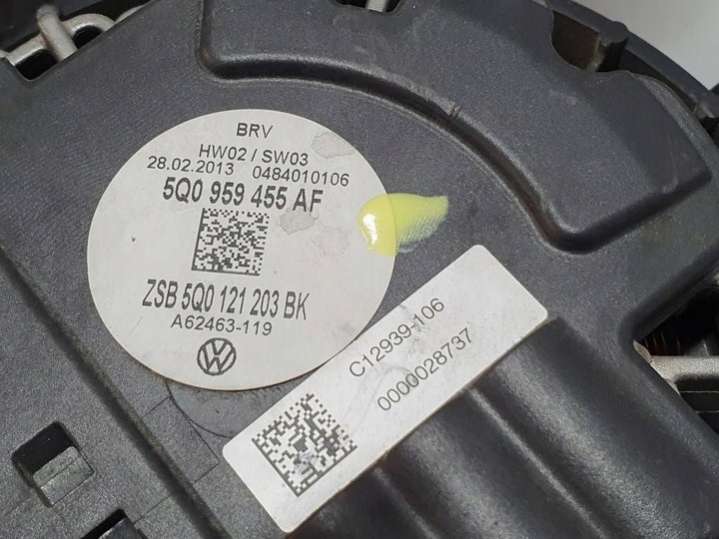 BRV
HW02 / SW03
28.02.2013 0484010106
5Q0 959 455 AF
ZSB 5Q0 121 203 BK
A62463-119
C12939-106
0000028737